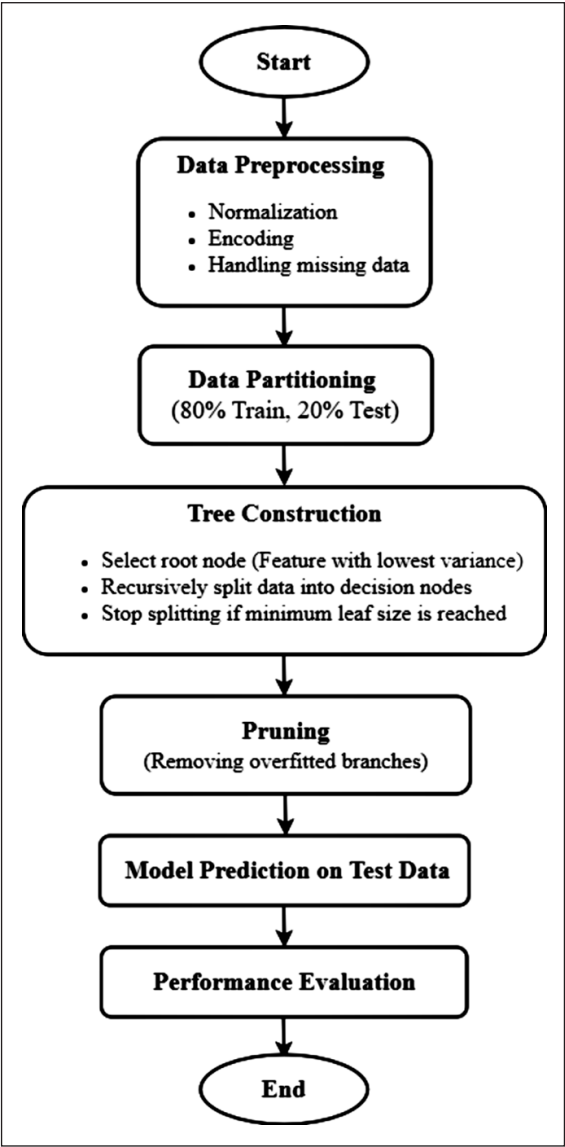 Start
Data Preprocessing
• Normalization
• Encoding
• Handling missing data
Data Partitioning
(80% Train, 20% Test)
Tree Construction
• Select root node (Feature with lowest variance)
• Recursively split data into decision nodes
• Stop splitting if minimum leaf size is reached
Pruning
(Removing overfitted branches)
Model Prediction on Test Data
Performance Evaluation
End